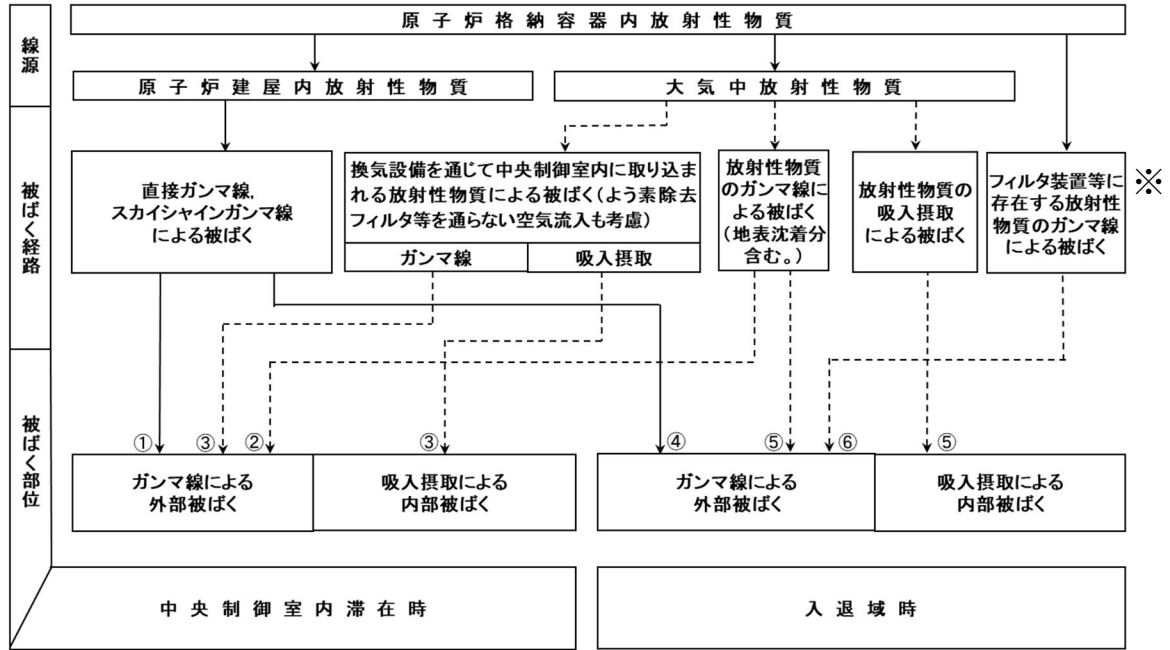 線源
原子炉格納容器内放射性物質
原子炉建屋内放射性物質
大気中放射性物質
被ばく経路
直接ガンマ線,
スカイシャインガンマ線
による被ばく
換気設備を通じて中央制御室内に取り込ま
れる放射性物質による被ばく(よう素除去
フィルタ等を通らない空気流入も考慮)
ガンマ線
吸入摂取
放射性物質
のガンマ線に
よる被ばく
(地表沈着分
含む。)
放射性物質の
吸入摂取
による被ばく
フィルタ装置等に
存在する放射性
物質のガンマ線
による被ばく
※
被ばく部位
①
③
②
③
④
⑤
⑥
⑤
ガンマ線による
外部被ばく
吸入摂取による
内部被ばく
ガンマ線による
外部被ばく
吸入摂取による
内部被ばく
中央制御室内滞在時
入退域時